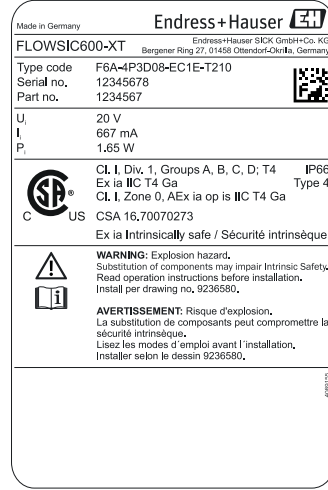 Made in Germany
Endress+Hauser EH
FLOWSIC600-XT
Endress+Hauser SICK GmbH+Co. KG
Bergener Ring 27, 01458 Ottendorf-Okrilla, Germany
Type code F6A-4P3D08-EC1E-T210
Serial no. 12345678
Part no. 1234567
Ui 20 V
Ii 667 mA
Pi 1.65 W
Cl. I, Div. 1, Groups A, B, C, D; T4 IP66
Ex ia IIC T4 Ga Type 4
Cl. I, Zone 0, AEx ia op is IIC T4 Ga
SA ®
C US CSA 16.70070273
Ex ia Intrinsically safe / Sécurité intrinsèque
WARNING: Explosion hazard.
Substitution of components may impair Intrinsic Safety.
Read operation instructions before installation.
Install per drawing no. 9236580.
AVERTISSEMENT: Risque d'explosion.
La substitution de composants peut compromettre la
sécurité intrinsèque.
Lisez les modes d´emploi avant l´installation.
Installer selon le dessin 9236580.